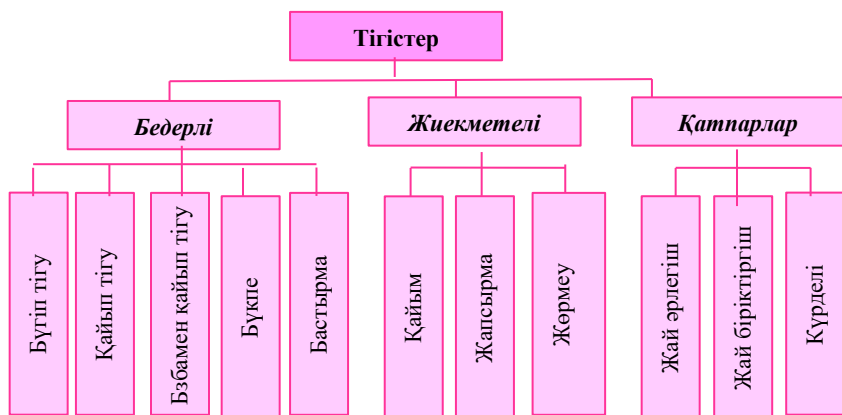 Тігістер
Бедерлі
Жиекметелі
Қатпарлар
Бүгіп тігу
Қайып тігу
Бзбамен қайып тігу
Бүкпе
Бастырма
Қайым
Жапсырма
Жөрмеу
Жай әрлегіш
Жай біріктіргіш
Күрделі